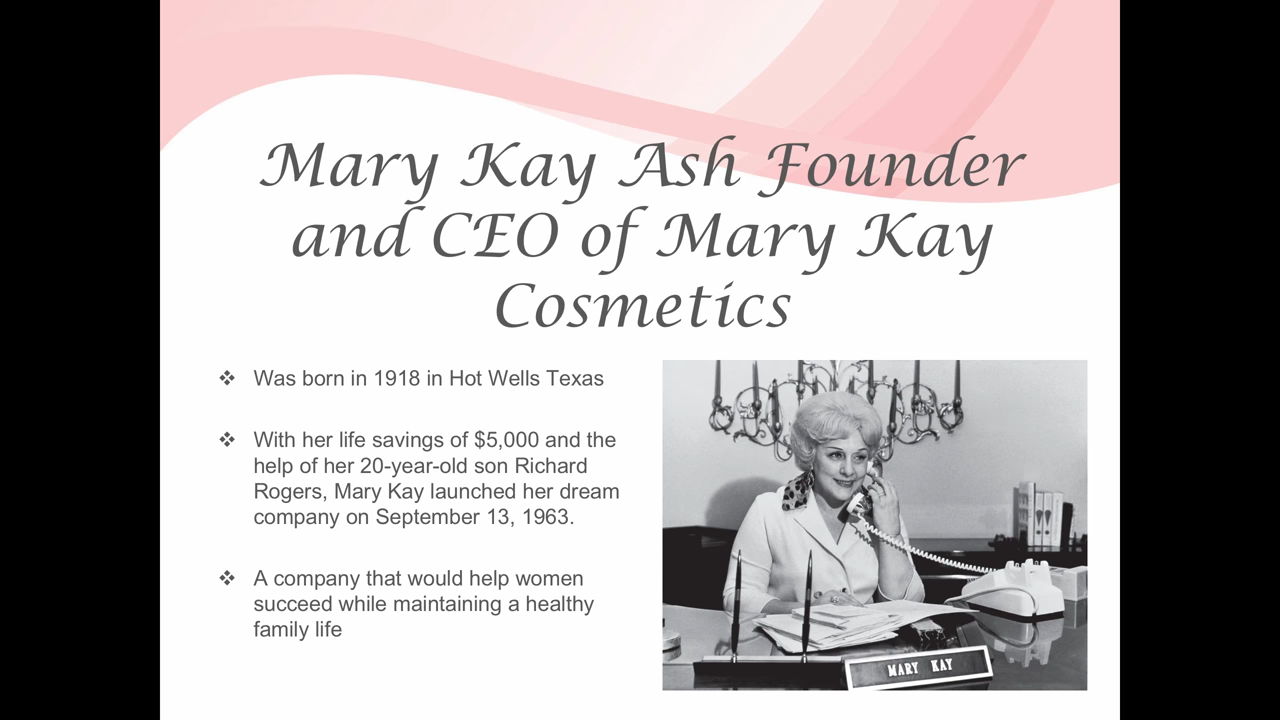 Mary Kay Ash Founder
and CEO of Mary Kay
Cosmetics
❖ Was born in 1918 in Hot Wells Texas
❖ With her life savings of $5,000 and the
help of her 20-year-old son Richard
Rogers, Mary Kay launched her dream
company on September 13, 1963.
❖ A company that would help women
succeed while maintaining a healthy
family life
MARY KAY